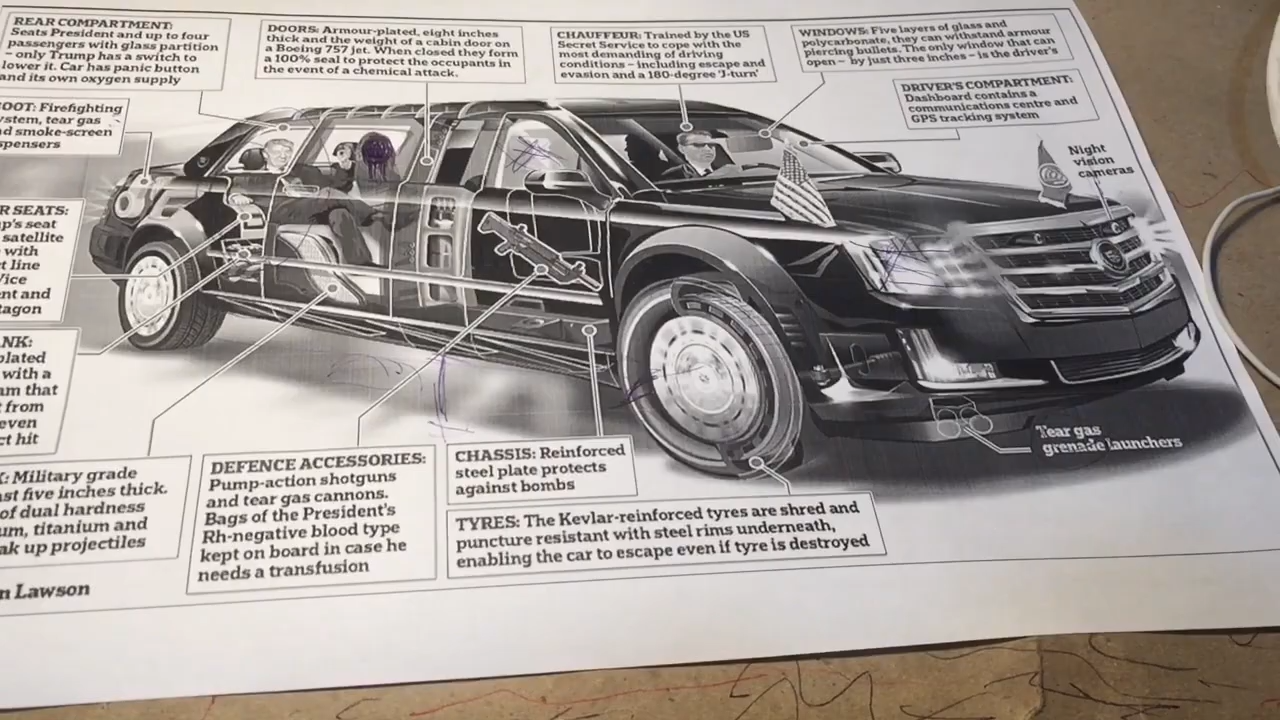 REAR COMPARTMENT:
Seats President and up to four
passengers with glass partition
– only Trump has a switch to
lower it. Car has panic button
and its own oxygen supply
DOORS: Armour-plated, eight inches
thick and the weight of a cabin door on
a Boeing 757 jet. When closed they form
a 100% seal to protect the occupants in
the event of a chemical attack.
CHAUFFEUR: Trained by the US
Secret Service to cope with the
most demanding of driving
conditions – including escape and
evasion and a 180-degree 'J-turn'
WINDOWS: Five layers of glass and
polycarbonate, they can withstand armour
piercing bullets. The only window that can
open – by just three inches – is the driver's
DRIVER'S COMPARTMENT:
Dashboard contains a
communications centre and
GPS tracking system
OOT: Firefighting
ystem, tear gas
nd smoke-screen
spensers
Night
vision
cameras
R SEATS:
p's seat
satellite
with
t line
Vice
ent and
tagon
NK:
plated
with a
am that
from
even
ct hit
K: Military grade
st five inches thick.
of dual hardness
um, titanium and
ak up projectiles
DEFENCE ACCESSORIES:
Pump-action shotguns
and tear gas cannons.
Bags of the President's
Rh-negative blood type
kept on board in case he
needs a transfusion
CHASSIS: Reinforced
steel plate protects
against bombs
TYRES: The Kevlar-reinforced tyres are shred and
puncture resistant with steel rims underneath,
enabling the car to escape even if tyre is destroyed
Tear gas
grenade launchers
n Lawson